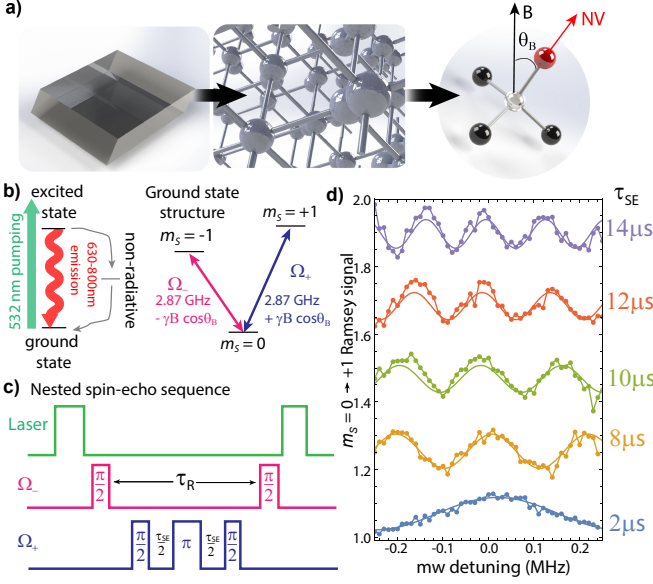 a)
B
NV
θB
b)
excited
state
532 nm pumping
630-800nm
emission
non-radiative
ground
state
Ground state
structure
mS = -1
mS = +1
Ω-
2.87 GHz
- γB cosθB
Ω+
2.87 GHz
+ γB cosθB
mS = 0
c) Nested spin-echo sequence
Laser
Ω-
π/2
τR
π/2
Ω+
π/2
τSE/2
π
τSE/2
π/2
d)
τSE
mS = 0 → +1 Ramsey signal
2.0
1.8
1.6
1.4
1.2
1.0
14μs
12μs
10μs
8μs
2μs
-0.2 -0.1 0.0 0.1 0.2
mw detuning (MHz)